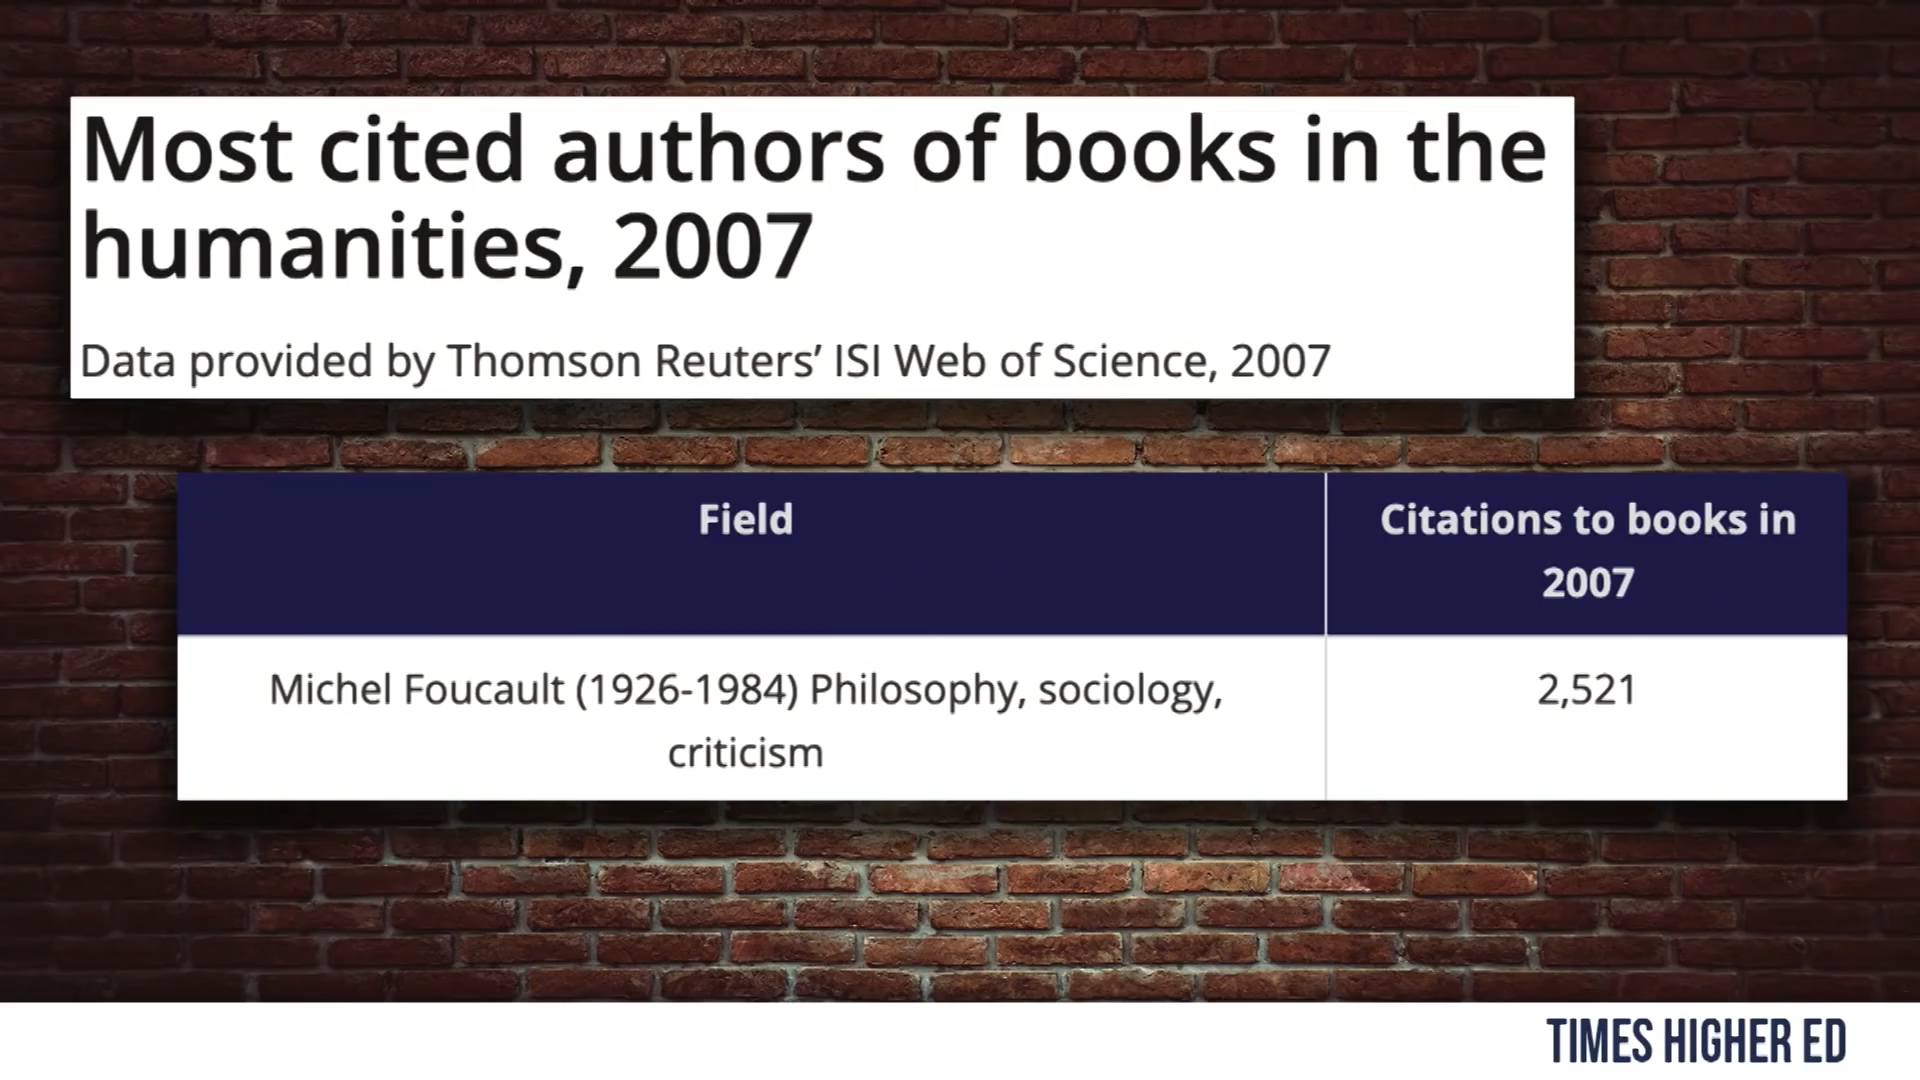 Most cited authors of books in the
humanities, 2007
Data provided by Thomson Reuters’ ISI Web of Science, 2007
Field
Citations to books in
2007
Michel Foucault (1926-1984) Philosophy, sociology,
criticism
2,521
TIMES HIGHER ED